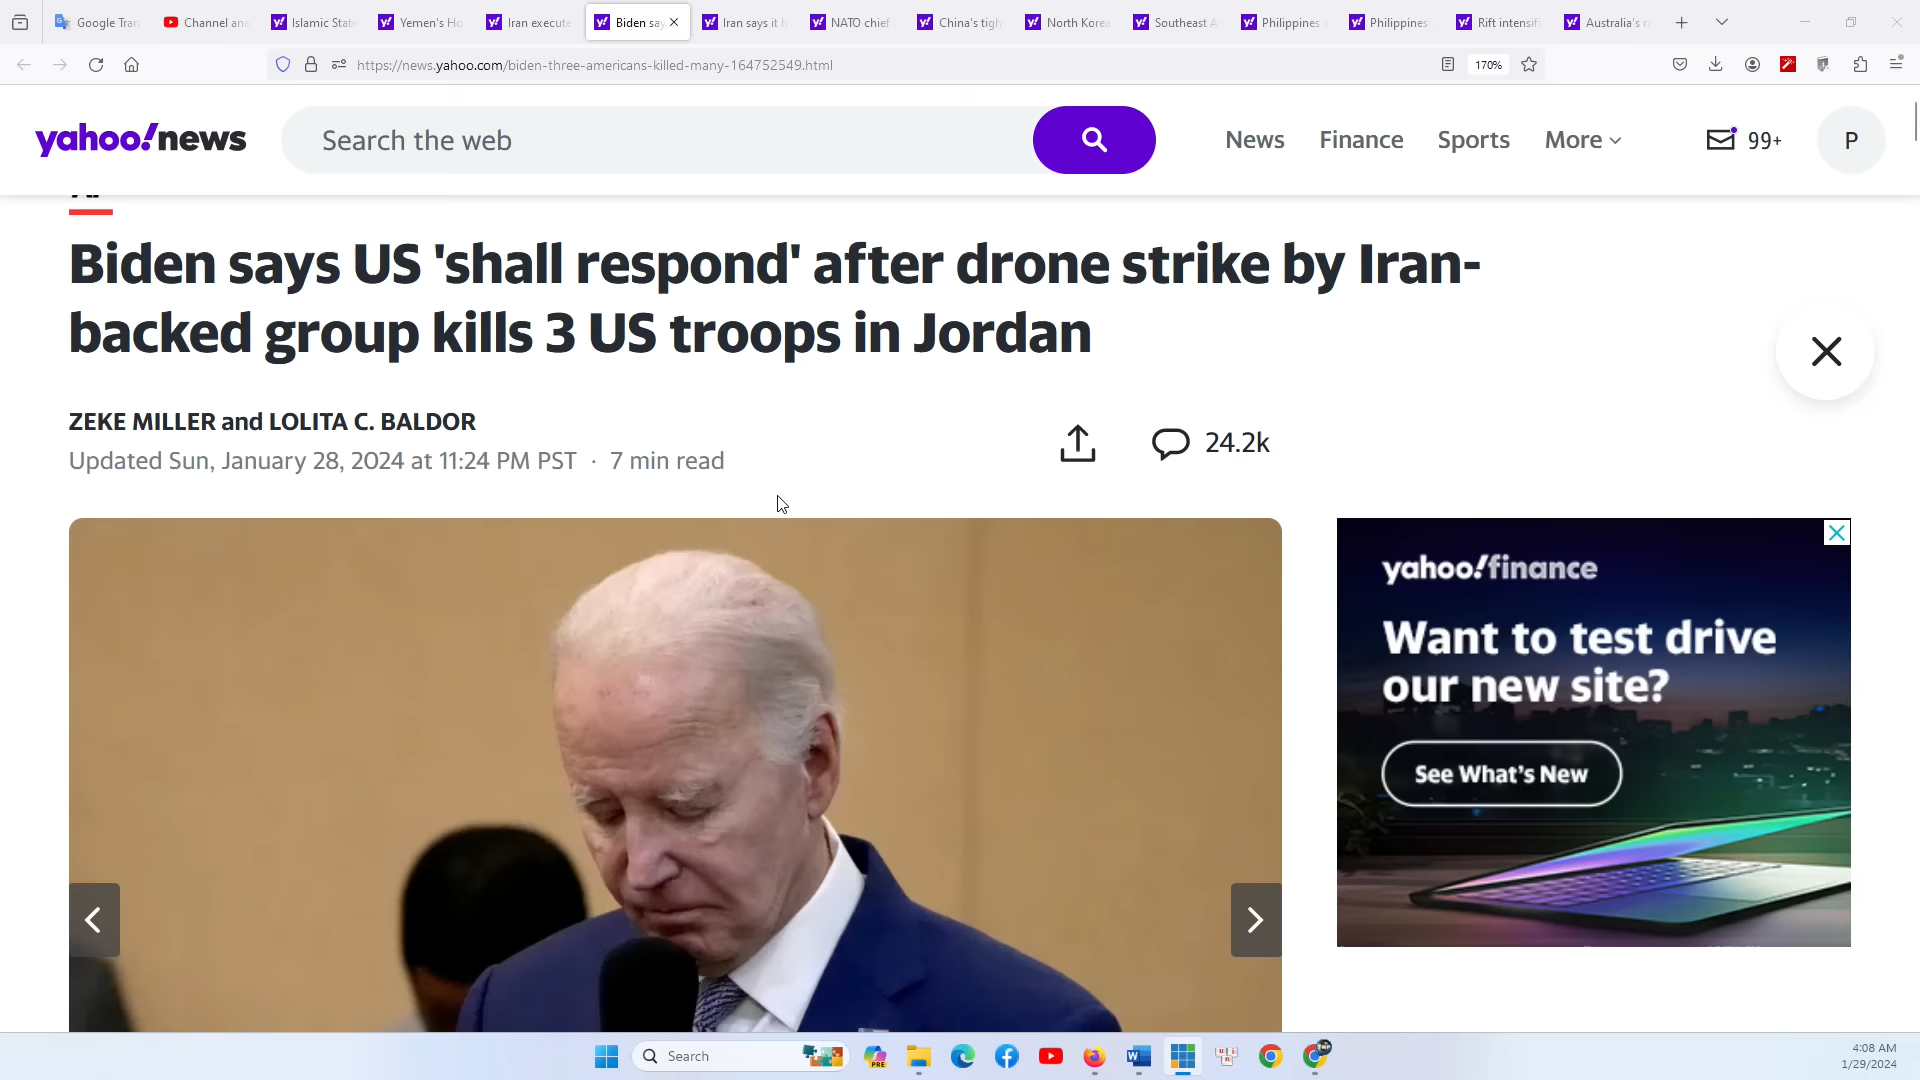 Google Tran
Channel ana
Islamic State
Yemen's Ho
Iran execute
Biden say
Iran says it h
NATO chief
China's tigh
North Korea
Southeast A
Philippines a
Philippines
Rift intensifi
Australia's n
https://news.yahoo.com/biden-three-americans-killed-many-164752549.html
170%
yahoo!news
Search the web
News
Finance
Sports
More
99+
P
Biden says US 'shall respond' after drone strike by Iran-
backed group kills 3 US troops in Jordan
ZEKE MILLER and LOLITA C. BALDOR
Updated Sun, January 28, 2024 at 11:24 PM PST · 7 min read
24.2k
yahoo!finance
Want to test drive
our new site?
See What's New
Search
PRE
4:08 AM
1/29/2024